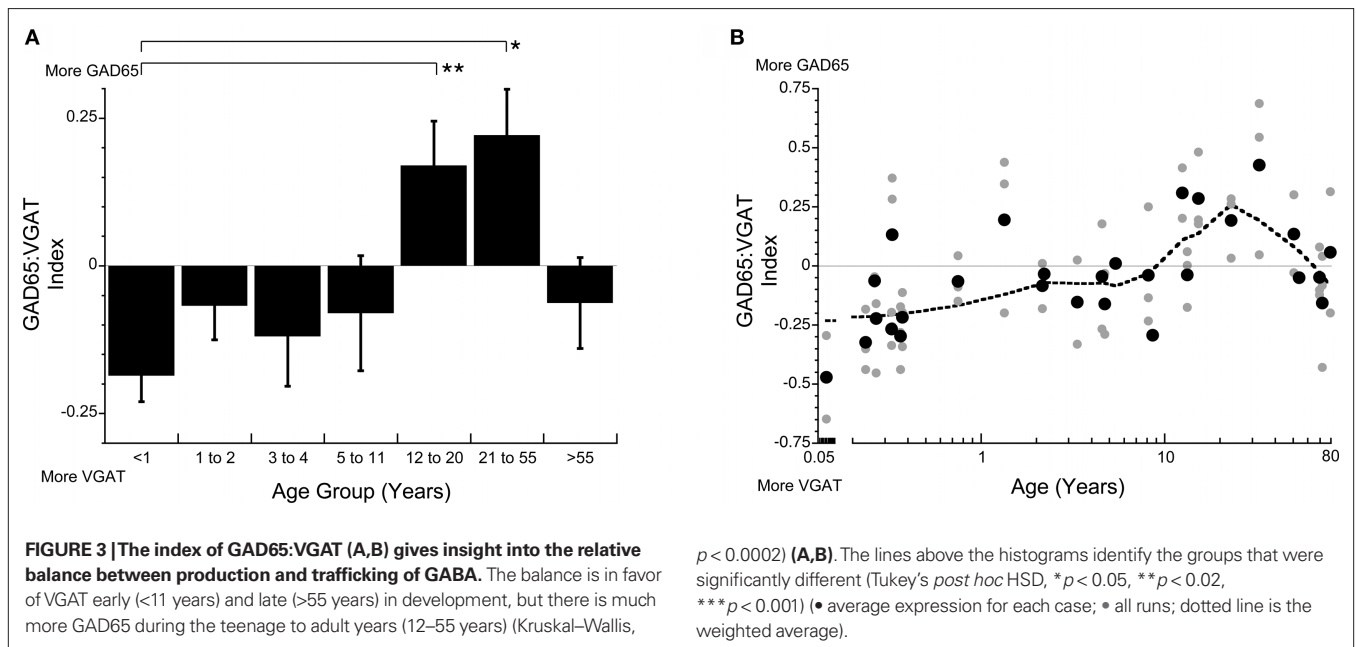 A
*
**
More GAD65
0.25
0
-0.25
GAD65:VGAT
Index
<1 1 to 2 3 to 4 5 to 11 12 to 20 21 to 55 >55
More VGAT
Age Group (Years)
B
More GAD65
0.75
0.5
0.25
0
-0.25
-0.5
-0.75
GAD65:VGAT
Index
0.05 1 10 80
More VGAT
Age (Years)
FIGURE 3 | The index of GAD65:VGAT (A,B) gives insight into the relative
balance between production and trafficking of GABA. The balance is in favor
of VGAT early (<11 years) and late (>55 years) in development, but there is much
more GAD65 during the teenage to adult years (12–55 years) (Kruskal–Wallis,
p < 0.0002) (A,B). The lines above the histograms identify the groups that were
significantly different (Tukey's post hoc HSD, *p < 0.05, **p < 0.02,
***p < 0.001) (• average expression for each case; • all runs; dotted line is the
weighted average).